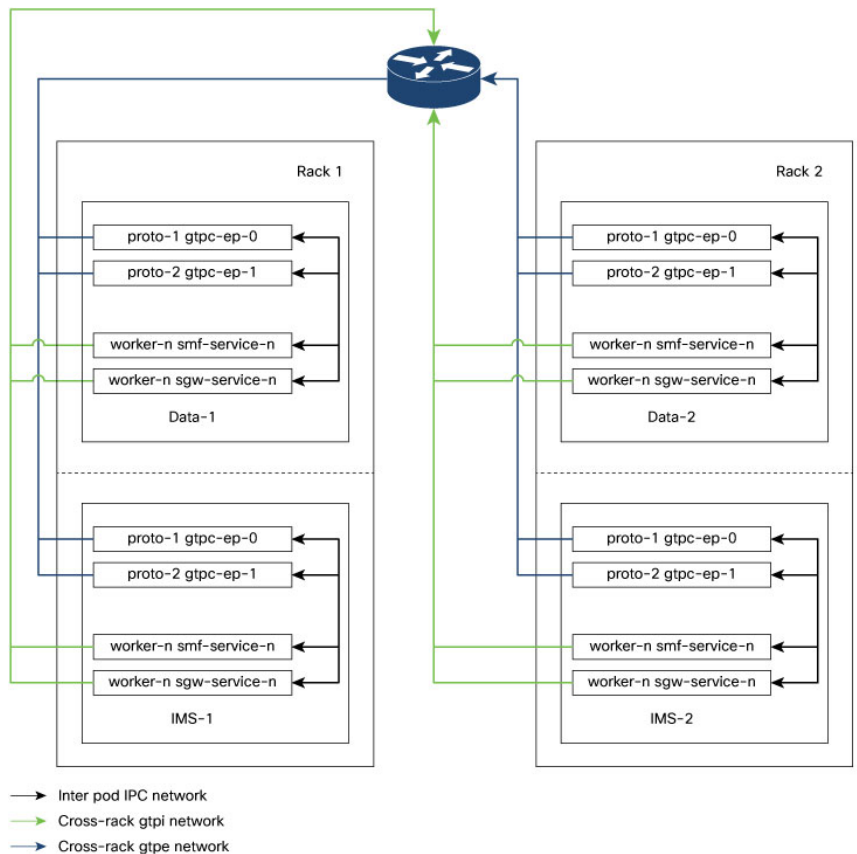 Rack 1
proto-1 gtpc-ep-0
proto-2 gtpc-ep-1
worker-n smf-service-n
worker-n sgw-service-n
Data-1
proto-1 gtpc-ep-0
proto-2 gtpc-ep-1
worker-n smf-service-n
worker-n sgw-service-n
IMS-1
Rack 2
proto-1 gtpc-ep-0
proto-2 gtpc-ep-1
worker-n smf-service-n
worker-n sgw-service-n
Data-2
proto-1 gtpc-ep-0
proto-2 gtpc-ep-1
worker-n smf-service-n
worker-n sgw-service-n
IMS-2
Inter pod IPC network
Cross-rack gtpi network
Cross-rack gtpe network